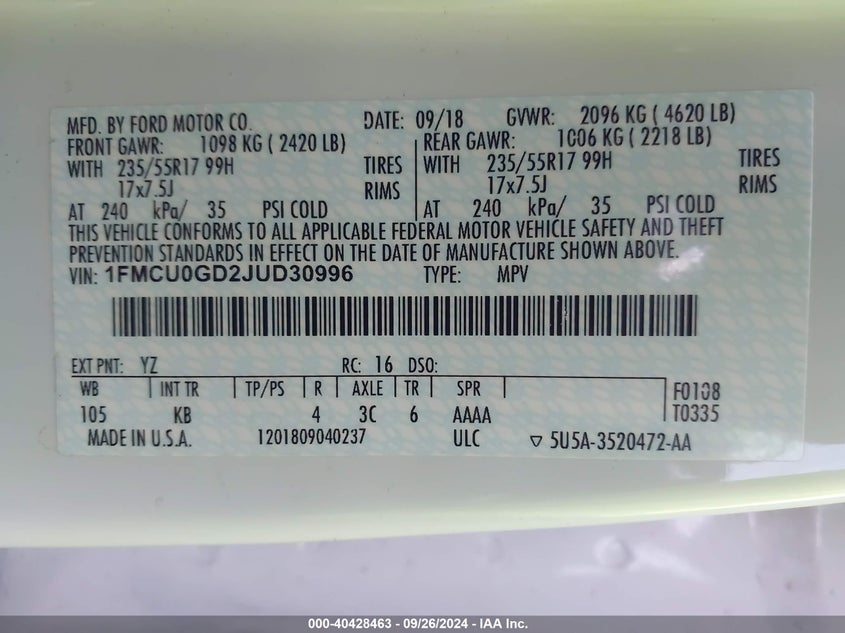 MFD. BY FORD MOTOR CO. DATE: 09/18 GVWR: 2096 KG ( 4620 LB)
FRONT GAWR: 1098 KG ( 2420 LB) REAR GAWR: 1006 KG ( 2218 LB)
WITH 235/55R17 99H TIRES WITH 235/55R17 99H TIRES
17x7.5J RIMS 17x7.5J RIMS
AT 240 kPa/ 35 PSI COLD AT 240 kPa/ 35 PSI COLD
THIS VEHICLE CONFORMS TO ALL APPLICABLE FEDERAL MOTOR VEHICLE SAFETY AND THEFT
PREVENTION STANDARDS IN EFFECT ON THE DATE OF MANUFACTURE SHOWN ABOVE.
VIN: 1FMCU0GD2JUD30996 TYPE: MPV
EXT PNT: YZ RC: 16 DSO:
WB INT TR TP/PS R AXLE TR SPR F0108
105 KB 4 3C 6 AAAA T0335
MADE IN U.S.A. 1201809040237 ULC ▽ 5U5A-3520472-AA
000-40428463 - 09/26/2024 - IAA Inc.